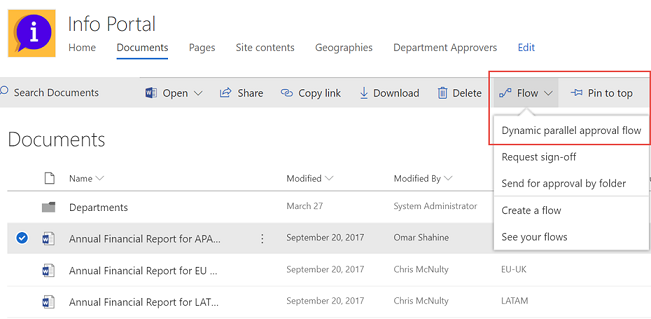 Info Portal
Home Documents Pages Site contents Geographies Department Approvers Edit
Search Documents Open Share Copy link Download Delete Flow Pin to top
Dynamic parallel approval flow
Documents
Request sign-off
Name Modified Modified By
Send for approval by folder
Departments March 27 System Administrator
Create a flow
Annual Financial Report for APA... September 20, 2017 Omar Shahine
See your flows
Annual Financial Report for EU ... September 20, 2017 Chris McNulty EU-UK
Annual Financial Report for LAT... September 20, 2017 Chris McNulty LATAM